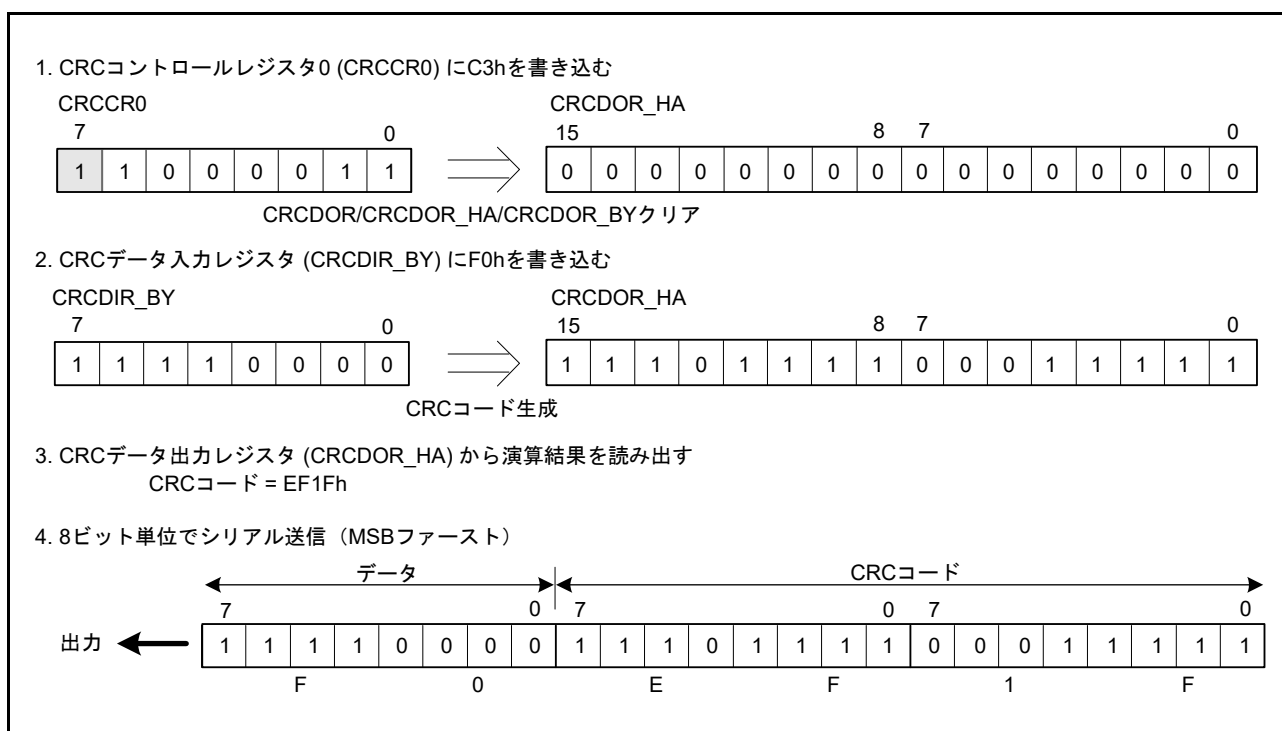 1. CRCコントロールレジスタ0 (CRCCR0) にC3hを書き込む
CRCCR0 CRCDOR_HA
7 0 15 8 7 0
1 1 0 0 0 0 1 1 0 0 0 0 0 0 0 0 0 0 0 0 0 0 0 0
CRCDOR/CRCDOR_HA/CRCDOR_BYクリア
2. CRCデータ入力レジスタ (CRCDIR_BY) にF0hを書き込む
CRCDIR_BY CRCDOR_HA
7 0 15 8 7 0
1 1 1 1 0 0 0 0 1 1 1 0 1 1 1 1 0 0 0 1 1 1 1 1
CRCコード生成
3. CRCデータ出力レジスタ (CRCDOR_HA) から演算結果を読み出す
CRCコード = EF1Fh
4. 8ビット単位でシリアル送信（MSBファースト）
データ CRCコード
7 0 7 0 7 0
出力 1 1 1 1 0 0 0 0 1 1 1 0 1 1 1 1 0 0 0 1 1 1 1 1
F 0 E F 1 F